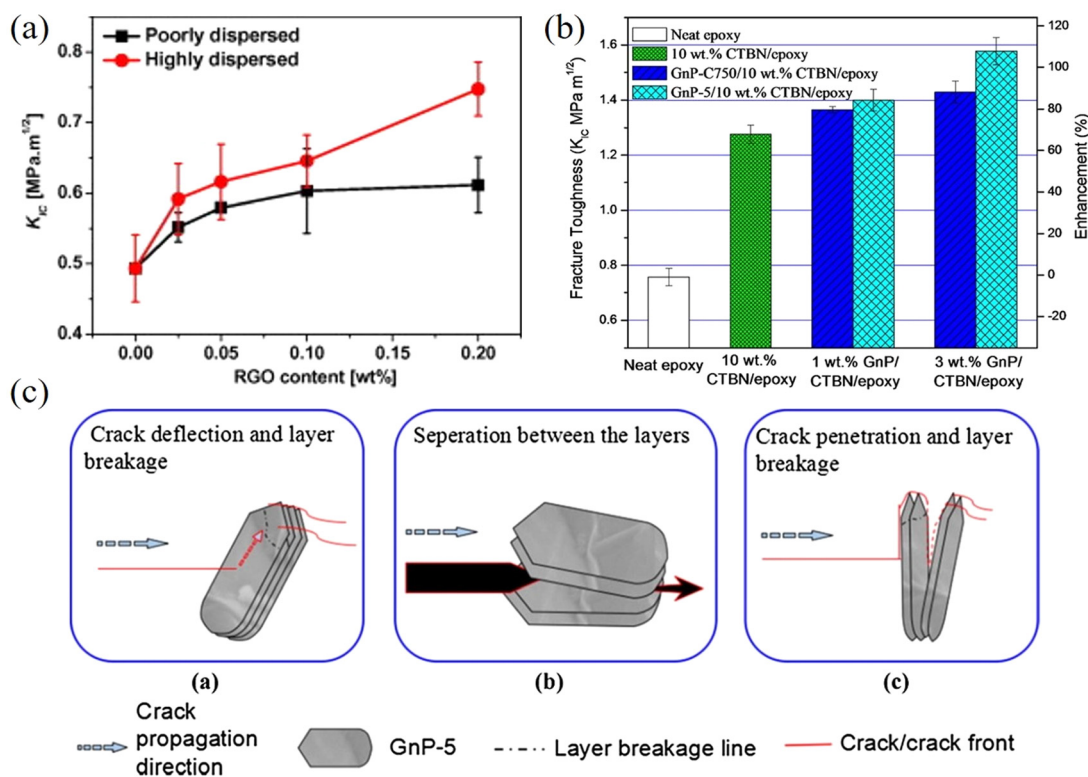 (a)
Poorly dispersed
Highly dispersed
K_IC [MPa.m^1/2]
0.8
0.7
0.6
0.5
0.4
0.00 0.05 0.10 0.15 0.20
RGO content [wt%]
(b)
Neat epoxy
10 wt.% CTBN/epoxy
GnP-C750/10 wt.% CTBN/epoxy
GnP-5/10 wt.% CTBN/epoxy
Fracture Toughness (K_IC MPa m^1/2)
1.6
1.4
1.2
1.0
0.8
0.6
100
80
60
40
20
0
-20
Enhancement (%)
Neat epoxy
10 wt.%
CTBN/epoxy
1 wt.% GnP/
CTBN/epoxy
3 wt.% GnP/
CTBN/epoxy
(c)
Crack deflection and layer
breakage
Seperation between the layers
Crack penetration and layer
breakage
(a)
(b)
(c)
Crack
propagation
direction
GnP-5
Layer breakage line
Crack/crack front